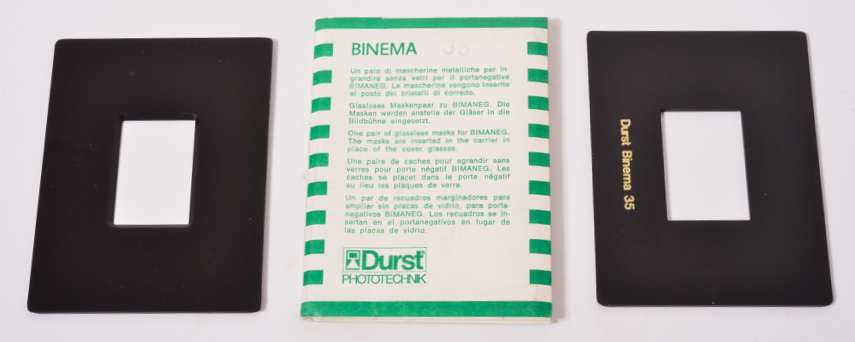 BINEMA 35
Un paio di mascherine metalliche per in-
grandire senza vetri per il portanegative
BIMANEG. Le mascherine vengono inserite
al posto dei cristalli di corredo.
Glasloses Maskenpaar zu BIMANEG. Die
Masken werden anstelle der Gläser in die
Bildbühne eingesetzt.
One pair of glassless masks for BIMANEG.
The masks are inserted in the carrier in
place of the cover glasses.
Une paire de caches pour agrandir sans
verres pour porte négatif BIMANEG. Les
caches se placet dans le porte négatif
au lieu les plaques de verre.
Un par de recuadros marginadores para
ampliar sin placas de vidrio, para porta-
negativos BIMANEG. Los recuadros se in-
sertan en el portanegativos en lugar de
las placas de vidrio.
Durst
PHOTOTECHNIK
Durst Binema 35